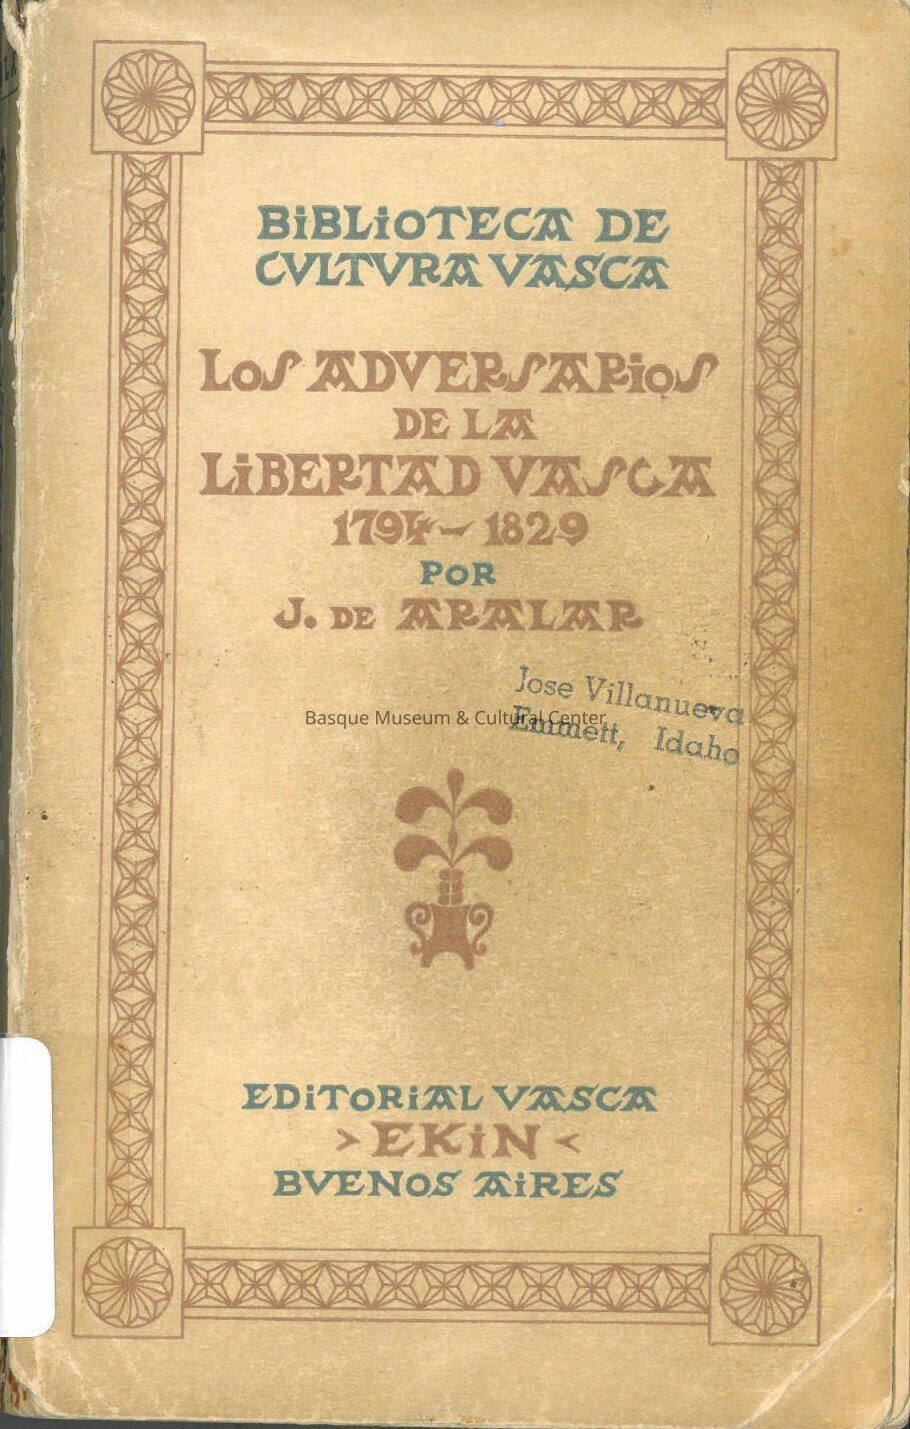 BiBLiOTECA DE
CVLTVRA VASCA
LOS ADVERSARiOS
DE LA
LiBERTAD VASCA
1794 - 1829
POR
J. DE ARALAR
Jose Villanueva
Emmett, Idaho
Basque Museum & Cultural Center
EDiTORiAL VASCA
> EKiN <
BVENOS AiRES